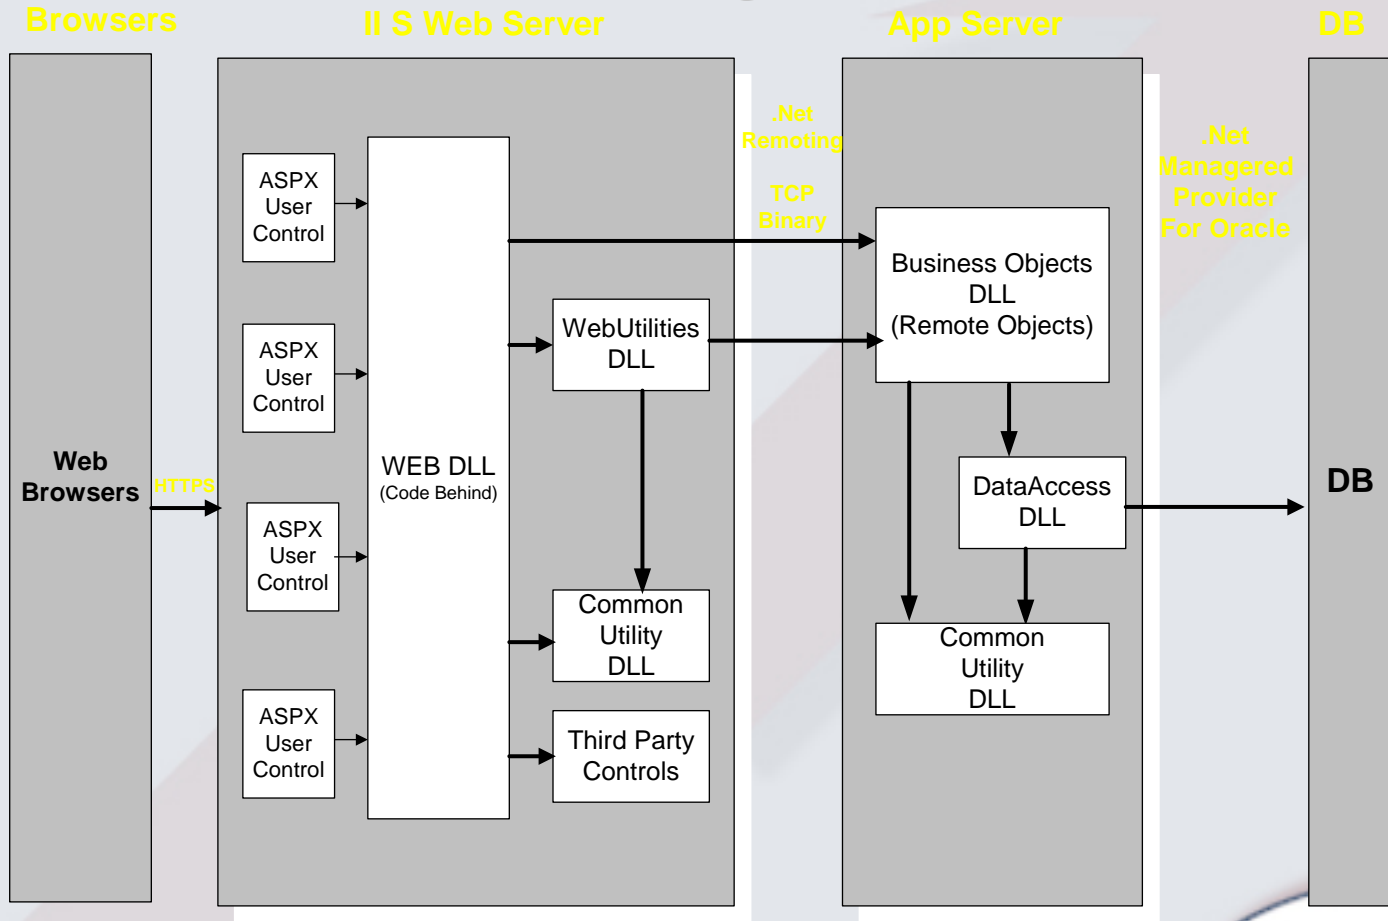 Browsers
II S Web Server
App Server
DB
.Net
Remoting
TCP
Binary
.Net
Managered
Provider
For Oracle
Web
Browsers
HTTPS
ASPX
User
Control
ASPX
User
Control
ASPX
User
Control
ASPX
User
Control
WEB DLL
(Code Behind)
WebUtilities
DLL
Common
Utility
DLL
Third Party
Controls
Business Objects
DLL
(Remote Objects)
DataAccess
DLL
Common
Utility
DLL
DB